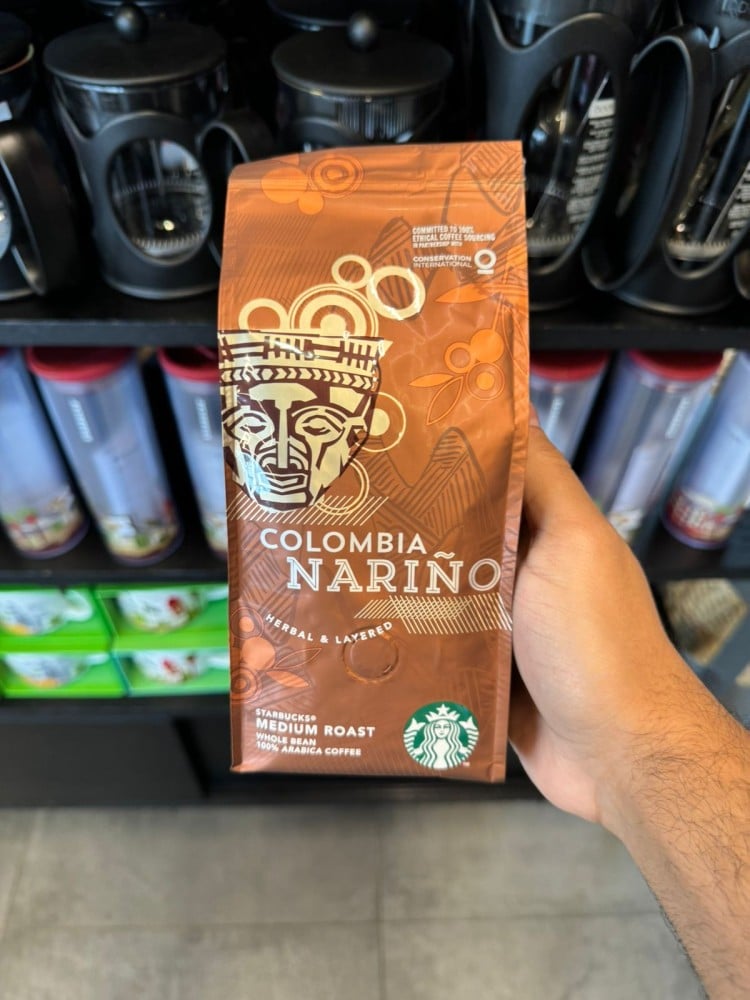 COMMITTED TO 100%
ETHICAL COFFEE SOURCING
IN PARTNERSHIP WITH
CONSERVATION
INTERNATIONAL
COLOMBIA
NARIÑO
HERBAL & LAYERED
STARBUCKS®
MEDIUM ROAST
WHOLE BEAN
100% ARABICA COFFEE